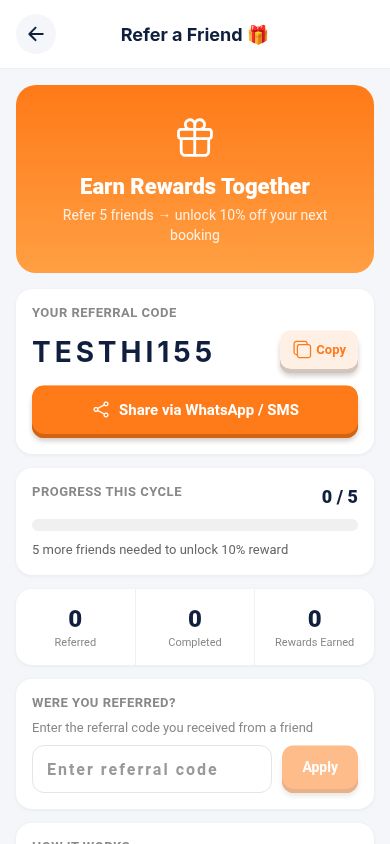 Refer a Friend 🎁
Earn Rewards Together
Refer 5 friends → unlock 10% off your next
booking
YOUR REFERRAL CODE
TESTHI155
Copy
Share via WhatsApp / SMS
PROGRESS THIS CYCLE
0 / 5
5 more friends needed to unlock 10% reward
0
Referred
0
Completed
0
Rewards Earned
WERE YOU REFERRED?
Enter the referral code you received from a friend
Enter referral code
Apply
HOW IT WORKS